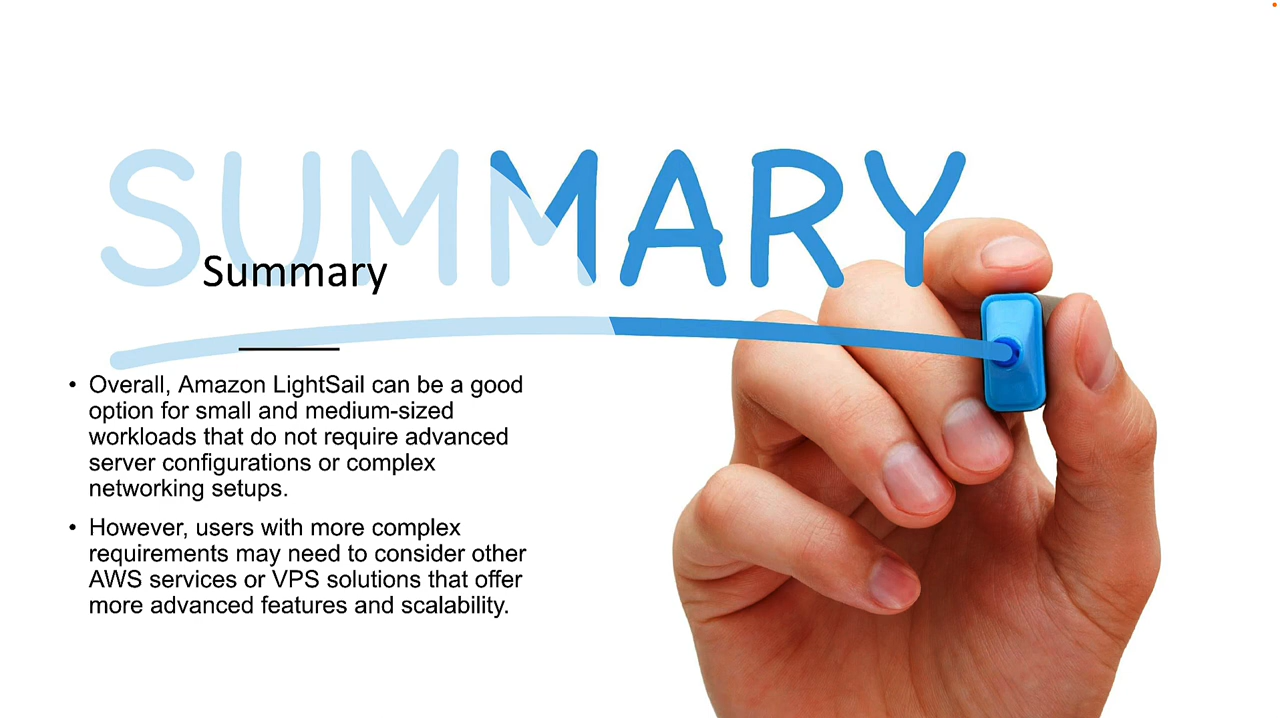 SUMMARY
Summary
• Overall, Amazon LightSail can be a good
option for small and medium-sized
workloads that do not require advanced
server configurations or complex
networking setups.
• However, users with more complex
requirements may need to consider other
AWS services or VPS solutions that offer
more advanced features and scalability.